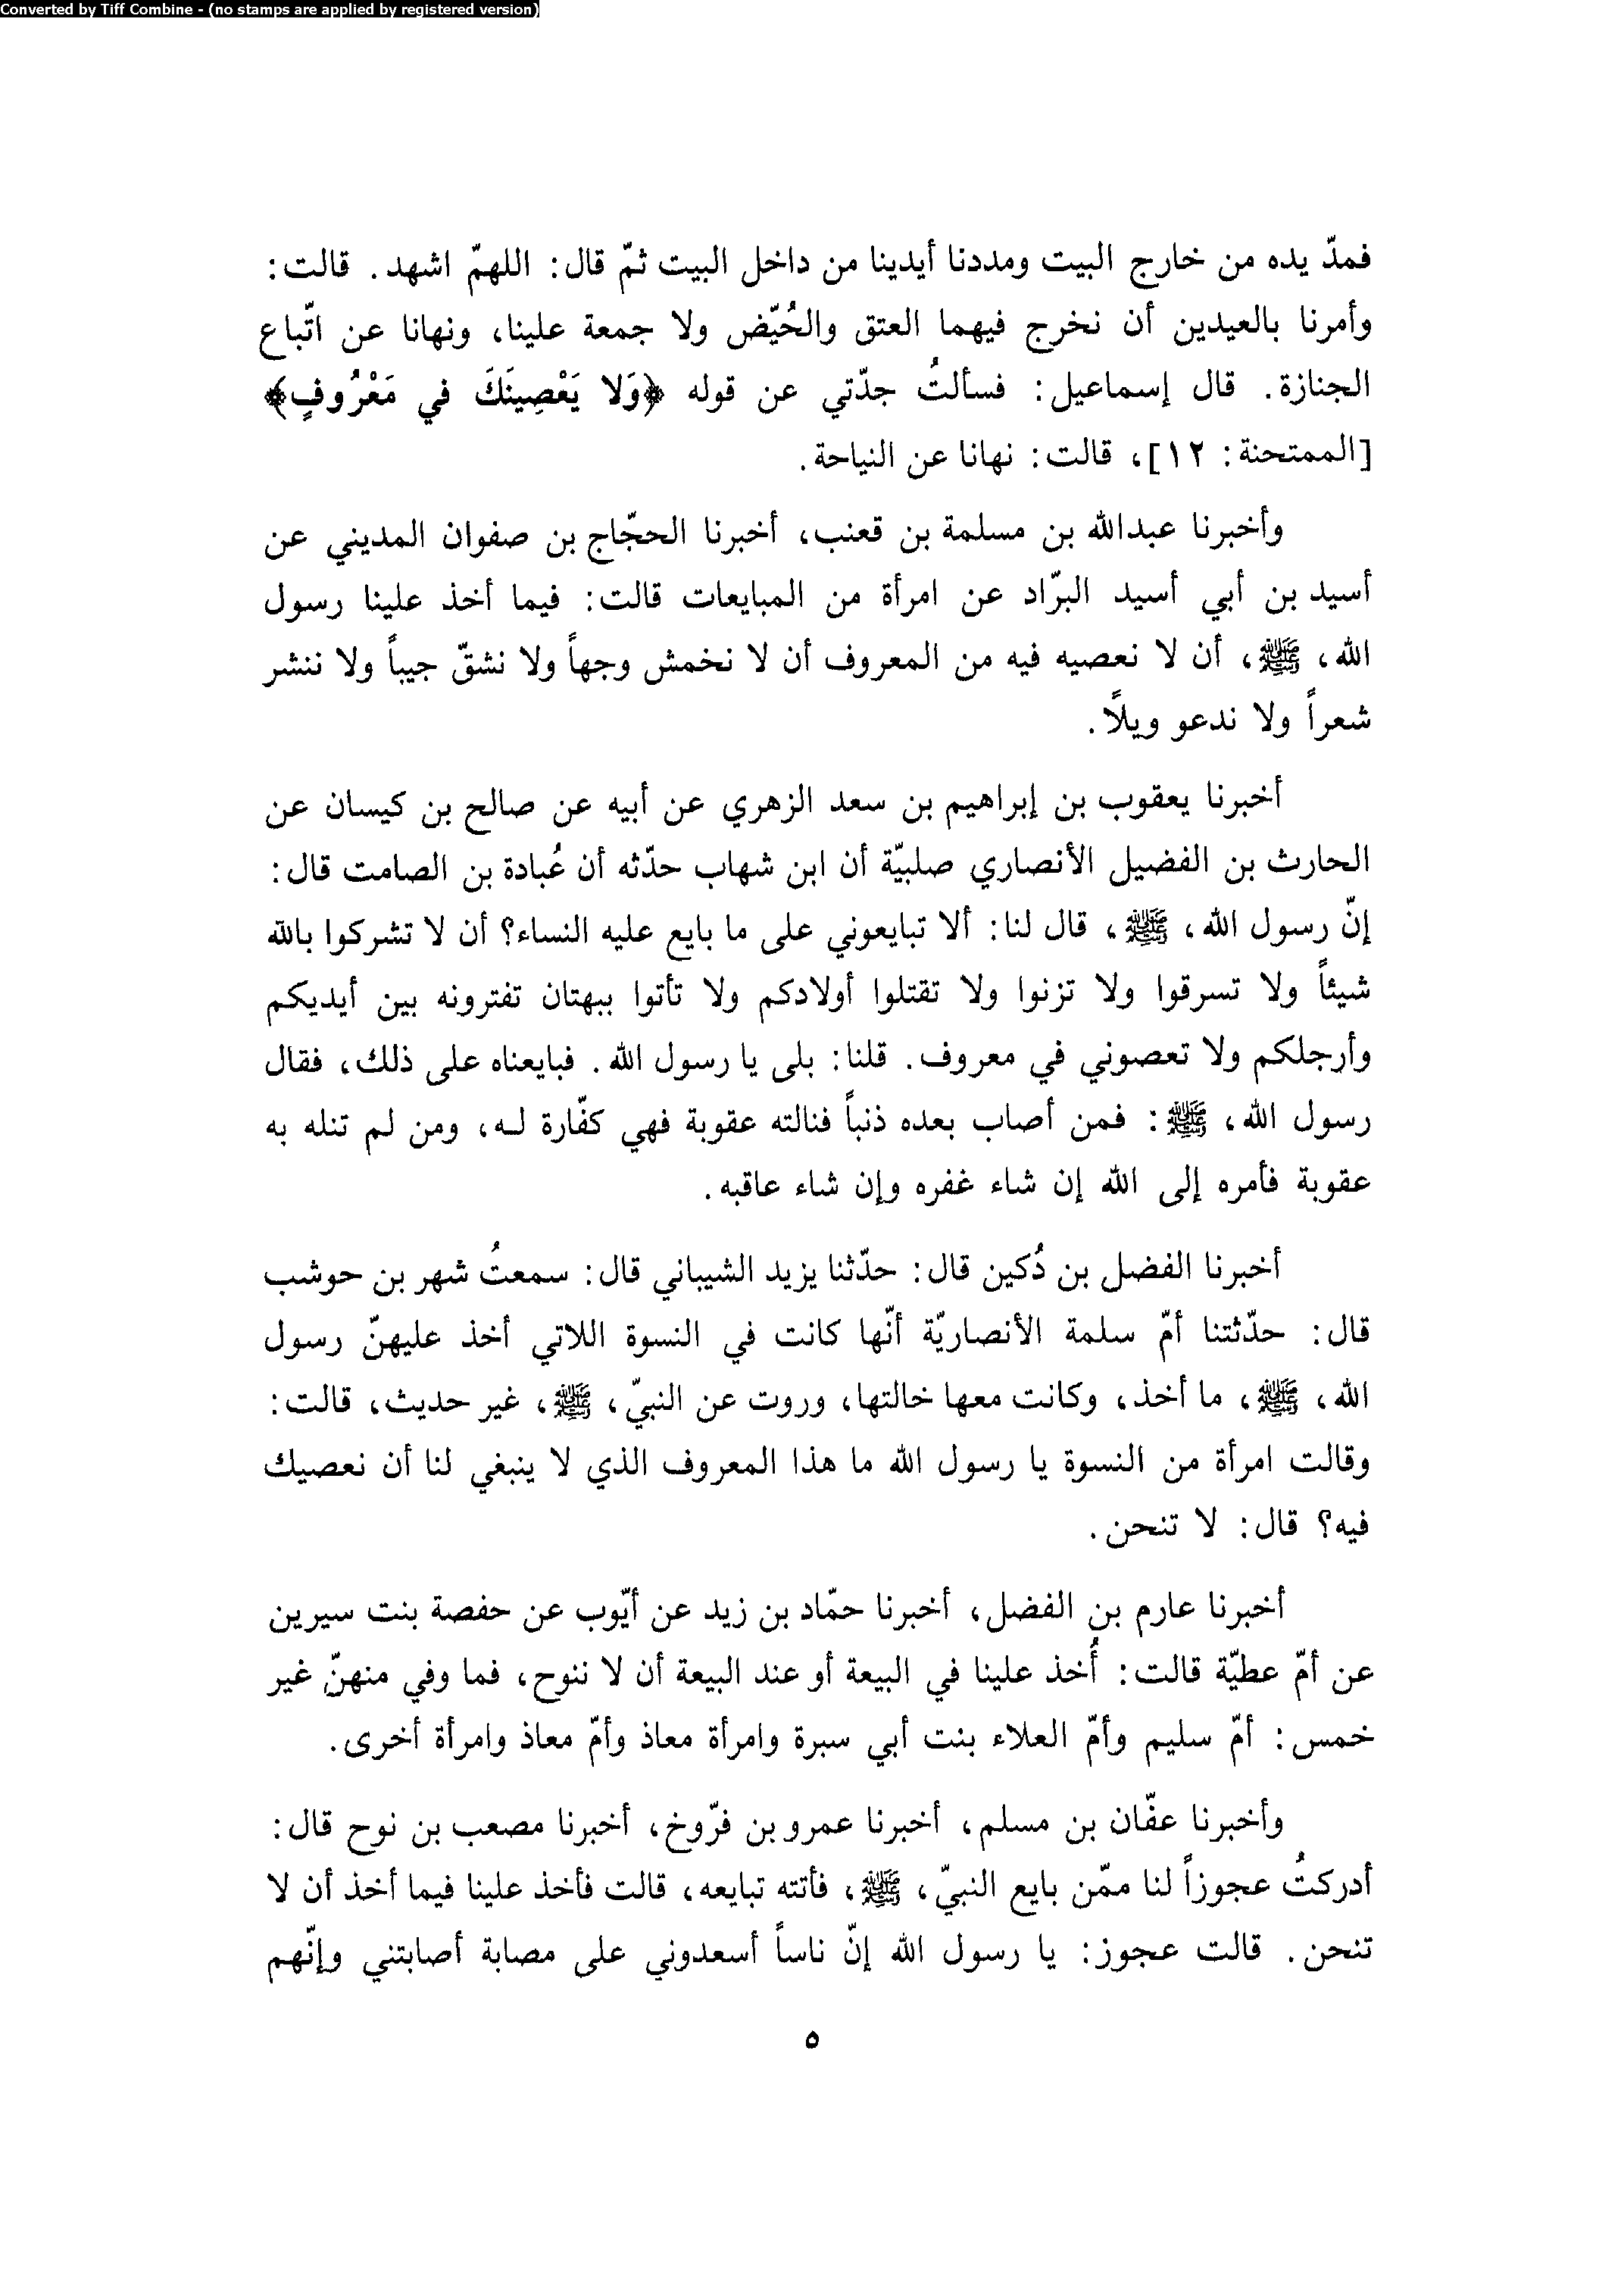 Converted by Tiff Combine - (no stamps are applied by registered version)
فمدّ يده من خارج البيت ومددنا أيدينا من داخل البيت ثمّ قال: اللهمّ اشهد. قالت:
وأمرنا بالعيدين أن نخرج فيهما العتق والحُيّض ولا جمعة علينا، ونهانا عن اتّباع
الجنازة. قال إسماعيل: فسألتُ جدّتي عن قوله ﴿وَلا يَعْصِينَكَ في مَعْرُوفٍ﴾
[الممتحنة: ١٢]، قالت: نهانا عن النياحة.
وأخبرنا عبدالله بن مسلمة بن قعنب، أخبرنا الحجّاج بن صفوان المديني عن
أسيد بن أبي أسيد البرّاد عن امرأة من المبايعات قالت: فيما أخذ علينا رسول
الله، ﷺ، أن لا نعصيه فيه من المعروف أن لا نخمش وجهاً ولا نشقّ جيباً ولا ننشر
شعراً ولا ندعو ويلاً.
أخبرنا يعقوب بن إبراهيم بن سعد الزهري عن أبيه عن صالح بن كيسان عن
الحارث بن الفضيل الأنصاري صلبيّة أن ابن شهاب حدّثه أن عُبادة بن الصامت قال:
إنّ رسول الله، ﷺ، قال لنا: ألا تبايعوني على ما بايع عليه النساء؟ أن لا تشركوا بالله
شيئاً ولا تسرقوا ولا تزنوا ولا تقتلوا أولادكم ولا تأتوا ببهتان تفترونه بين أيديكم
وأرجلكم ولا تعصوني في معروف. قلنا: بلى يا رسول الله. فبايعناه على ذلك، فقال
رسول الله، ﷺ: فمن أصاب بعده ذنباً فنالته عقوبة فهي كفّارة لـه، ومن لم تنله به
عقوبة فأمره إلى الله إن شاء غفره وإن شاء عاقبه.
أخبرنا الفضل بن دُكين قال: حدّثنا يزيد الشيباني قال: سمعتُ شهر بن حوشب
قال: حدّثتنا أمّ سلمة الأنصاريّة أنّها كانت في النسوة اللاتي أخذ عليهنّ رسول
الله، ﷺ، ما أخذ، وكانت معها خالتها، وروت عن النبيّ، ﷺ، غير حديث، قالت:
وقالت امرأة من النسوة يا رسول الله ما هذا المعروف الذي لا ينبغي لنا أن نعصيك
فيه؟ قال: لا تنحن.
أخبرنا عارم بن الفضل، أخبرنا حمّاد بن زيد عن أيّوب عن حفصة بنت سيرين
عن أمّ عطيّة قالت: أُخذ علينا في البيعة أو عند البيعة أن لا ننوح، فما وفي منهنّ غير
خمس: أمّ سليم وأمّ العلاء بنت أبي سبرة وامرأة معاذ وأمّ معاذ وامرأة أخرى.
وأخبرنا عفّان بن مسلم، أخبرنا عمرو بن فرّوخ، أخبرنا مصعب بن نوح قال:
أدركتُ عجوزاً لنا ممّن بايع النبيّ، ﷺ، فأتته تبايعه، قالت فأخذ علينا فيما أخذ أن لا
تنحن. قالت عجوز: يا رسول الله إنّ ناساً أسعدوني على مصابة أصابتني وإنّهم
٥